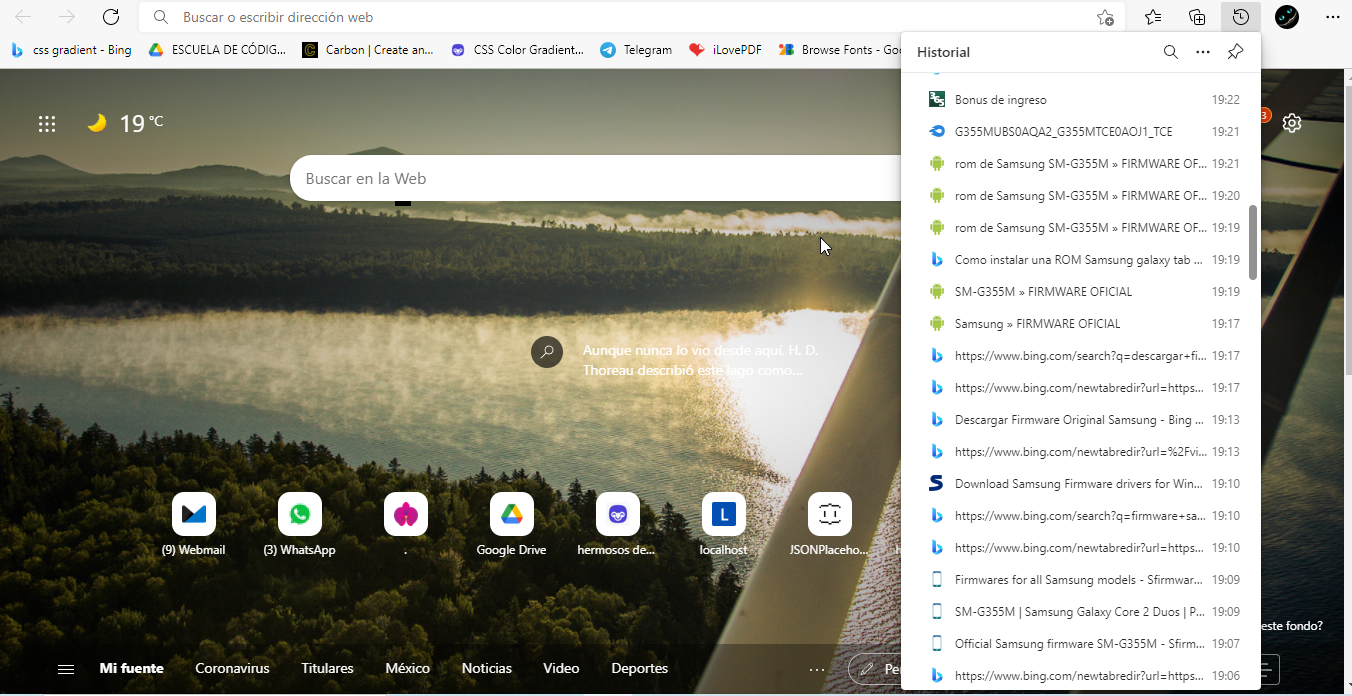 Buscar o escribir dirección web
css gradient - Bing
ESCUELA DE CÓDIG...
Carbon | Create an...
CSS Color Gradient...
Telegram
iLovePDF
Browse Fonts - Goo
Historial
19 °C
Buscar en la Web
Bonus de ingreso 19:22
G355MUBS0AQA2_G355MTCE0AOJ1_TCE 19:21
rom de Samsung SM-G355M » FIRMWARE OF... 19:21
rom de Samsung SM-G355M » FIRMWARE OF... 19:20
rom de Samsung SM-G355M » FIRMWARE OF... 19:19
Como instalar una ROM Samsung galaxy tab ... 19:19
SM-G355M » FIRMWARE OFICIAL 19:19
Samsung » FIRMWARE OFICIAL 19:17
https://www.bing.com/search?q=descargar+fi... 19:17
https://www.bing.com/newtabredir?url=https... 19:17
Descargar Firmware Original Samsung - Bing ... 19:13
https://www.bing.com/newtabredir?url=%2Fvi... 19:13
Download Samsung Firmware drivers for Win... 19:10
https://www.bing.com/search?q=firmware+sa... 19:10
https://www.bing.com/newtabredir?url=https... 19:10
Firmwares for all Samsung models - Sfirmwar... 19:09
SM-G355M | Samsung Galaxy Core 2 Duos | P... 19:09
Official Samsung firmware SM-G355M - Sfirm... 19:07
https://www.bing.com/newtabredir?url=https... 19:06
3
Aunque nunca lo vio desde aquí, H. D.
Thoreau describió este lago como...
(9) Webmail
(3) WhatsApp
.
Google Drive
hermosos de...
L
localhost
JSONPlaceho...
este fondo?
Mi fuente
Coronavirus
Titulares
México
Noticias
Video
Deportes
...
Pe